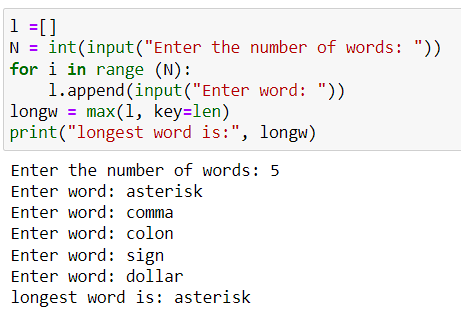 l =[]
N = int(input("Enter the number of words: "))
for i in range (N):
    l.append(input("Enter word: "))
longw = max(l, key=len)
print("longest word is:", longw)
Enter the number of words: 5
Enter word: asterisk
Enter word: comma
Enter word: colon
Enter word: sign
Enter word: dollar
longest word is: asterisk